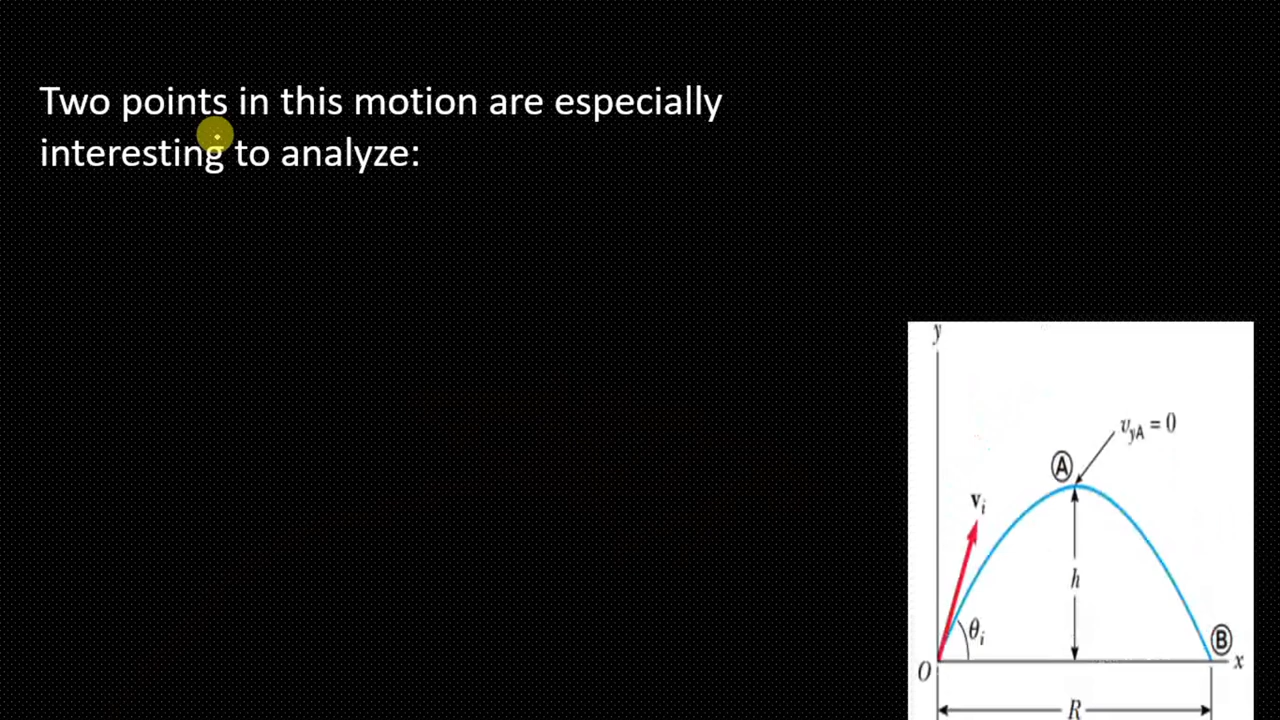 Two points in this motion are especially
interesting to analyze:
y
v_yA = 0
Ⓐ
v_i
h
θ_i
Ⓑ
O
x
R